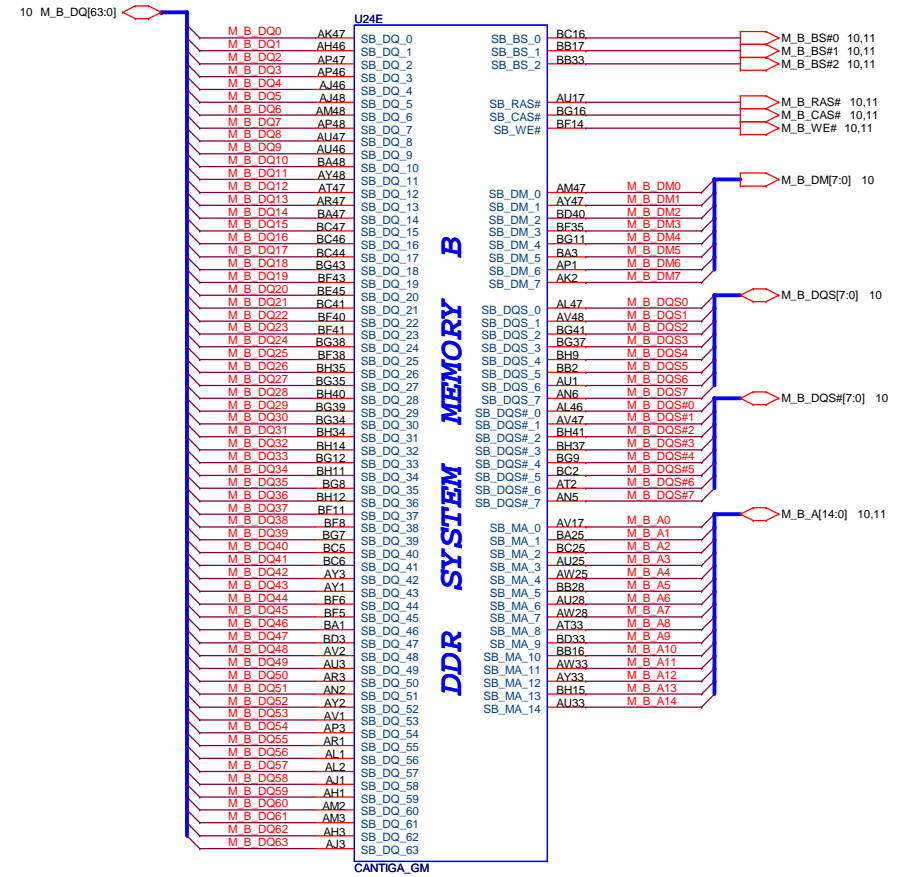 10 M_B_DQ[63:0]
U24E
M_B_DQ0 AK47 SB_DQ_0
M_B_DQ1 AH46 SB_DQ_1
M_B_DQ2 AP47 SB_DQ_2
M_B_DQ3 AP46 SB_DQ_3
M_B_DQ4 AJ46 SB_DQ_4
M_B_DQ5 AJ48 SB_DQ_5
M_B_DQ6 AM48 SB_DQ_6
M_B_DQ7 AP48 SB_DQ_7
M_B_DQ8 AU47 SB_DQ_8
M_B_DQ9 AU46 SB_DQ_9
M_B_DQ10 BA48 SB_DQ_10
M_B_DQ11 AY48 SB_DQ_11
M_B_DQ12 AT47 SB_DQ_12
M_B_DQ13 AR47 SB_DQ_13
M_B_DQ14 BA47 SB_DQ_14
M_B_DQ15 BC47 SB_DQ_15
M_B_DQ16 BC46 SB_DQ_16
M_B_DQ17 BC44 SB_DQ_17
M_B_DQ18 BG43 SB_DQ_18
M_B_DQ19 BF43 SB_DQ_19
M_B_DQ20 BE45 SB_DQ_20
M_B_DQ21 BC41 SB_DQ_21
M_B_DQ22 BF40 SB_DQ_22
M_B_DQ23 BF41 SB_DQ_23
M_B_DQ24 BG38 SB_DQ_24
M_B_DQ25 BF38 SB_DQ_25
M_B_DQ26 BH35 SB_DQ_26
M_B_DQ27 BG35 SB_DQ_27
M_B_DQ28 BH40 SB_DQ_28
M_B_DQ29 BG39 SB_DQ_29
M_B_DQ30 BG34 SB_DQ_30
M_B_DQ31 BH34 SB_DQ_31
M_B_DQ32 BH14 SB_DQ_32
M_B_DQ33 BG12 SB_DQ_33
M_B_DQ34 BH11 SB_DQ_34
M_B_DQ35 BG8 SB_DQ_35
M_B_DQ36 BH12 SB_DQ_36
M_B_DQ37 BF11 SB_DQ_37
M_B_DQ38 BF8 SB_DQ_38
M_B_DQ39 BG7 SB_DQ_39
M_B_DQ40 BC5 SB_DQ_40
M_B_DQ41 BC6 SB_DQ_41
M_B_DQ42 AY3 SB_DQ_42
M_B_DQ43 AY1 SB_DQ_43
M_B_DQ44 BF6 SB_DQ_44
M_B_DQ45 BF5 SB_DQ_45
M_B_DQ46 BA1 SB_DQ_46
M_B_DQ47 BD3 SB_DQ_47
M_B_DQ48 AV2 SB_DQ_48
M_B_DQ49 AU3 SB_DQ_49
M_B_DQ50 AR3 SB_DQ_50
M_B_DQ51 AN2 SB_DQ_51
M_B_DQ52 AY2 SB_DQ_52
M_B_DQ53 AV1 SB_DQ_53
M_B_DQ54 AP3 SB_DQ_54
M_B_DQ55 AR1 SB_DQ_55
M_B_DQ56 AL1 SB_DQ_56
M_B_DQ57 AL2 SB_DQ_57
M_B_DQ58 AJ1 SB_DQ_58
M_B_DQ59 AH1 SB_DQ_59
M_B_DQ60 AM2 SB_DQ_60
M_B_DQ61 AM3 SB_DQ_61
M_B_DQ62 AH3 SB_DQ_62
M_B_DQ63 AJ3 SB_DQ_63
DDR SYSTEM MEMORY B
SB_BS_0 BC16 M_B_BS#0 10,11
SB_BS_1 BB17 M_B_BS#1 10,11
SB_BS_2 BB33 M_B_BS#2 10,11
SB_RAS# AU17 M_B_RAS# 10,11
SB_CAS# BG16 M_B_CAS# 10,11
SB_WE# BF14 M_B_WE# 10,11
M_B_DM[7:0] 10
SB_DM_0 AM47 M_B_DM0
SB_DM_1 AY47 M_B_DM1
SB_DM_2 BD40 M_B_DM2
SB_DM_3 BF35 M_B_DM3
SB_DM_4 BG11 M_B_DM4
SB_DM_5 BA3 M_B_DM5
SB_DM_6 AP1 M_B_DM6
SB_DM_7 AK2 M_B_DM7
M_B_DQS[7:0] 10
SB_DQS_0 AL47 M_B_DQS0
SB_DQS_1 AV48 M_B_DQS1
SB_DQS_2 BG41 M_B_DQS2
SB_DQS_3 BG37 M_B_DQS3
SB_DQS_4 BH9 M_B_DQS4
SB_DQS_5 BB2 M_B_DQS5
SB_DQS_6 AU1 M_B_DQS6
SB_DQS_7 AN6 M_B_DQS7
M_B_DQS#[7:0] 10
SB_DQS#_0 AL46 M_B_DQS#0
SB_DQS#_1 AV47 M_B_DQS#1
SB_DQS#_2 BH41 M_B_DQS#2
SB_DQS#_3 BH37 M_B_DQS#3
SB_DQS#_4 BG9 M_B_DQS#4
SB_DQS#_5 BC2 M_B_DQS#5
SB_DQS#_6 AT2 M_B_DQS#6
SB_DQS#_7 AN5 M_B_DQS#7
M_B_A[14:0] 10,11
SB_MA_0 AV17 M_B_A0
SB_MA_1 BA25 M_B_A1
SB_MA_2 BC25 M_B_A2
SB_MA_3 AU25 M_B_A3
SB_MA_4 AW25 M_B_A4
SB_MA_5 BB28 M_B_A5
SB_MA_6 AU28 M_B_A6
SB_MA_7 AW28 M_B_A7
SB_MA_8 AT33 M_B_A8
SB_MA_9 BD33 M_B_A9
SB_MA_10 BB16 M_B_A10
SB_MA_11 AW33 M_B_A11
SB_MA_12 AY33 M_B_A12
SB_MA_13 BH15 M_B_A13
SB_MA_14 AU33 M_B_A14
CANTIGA_GM